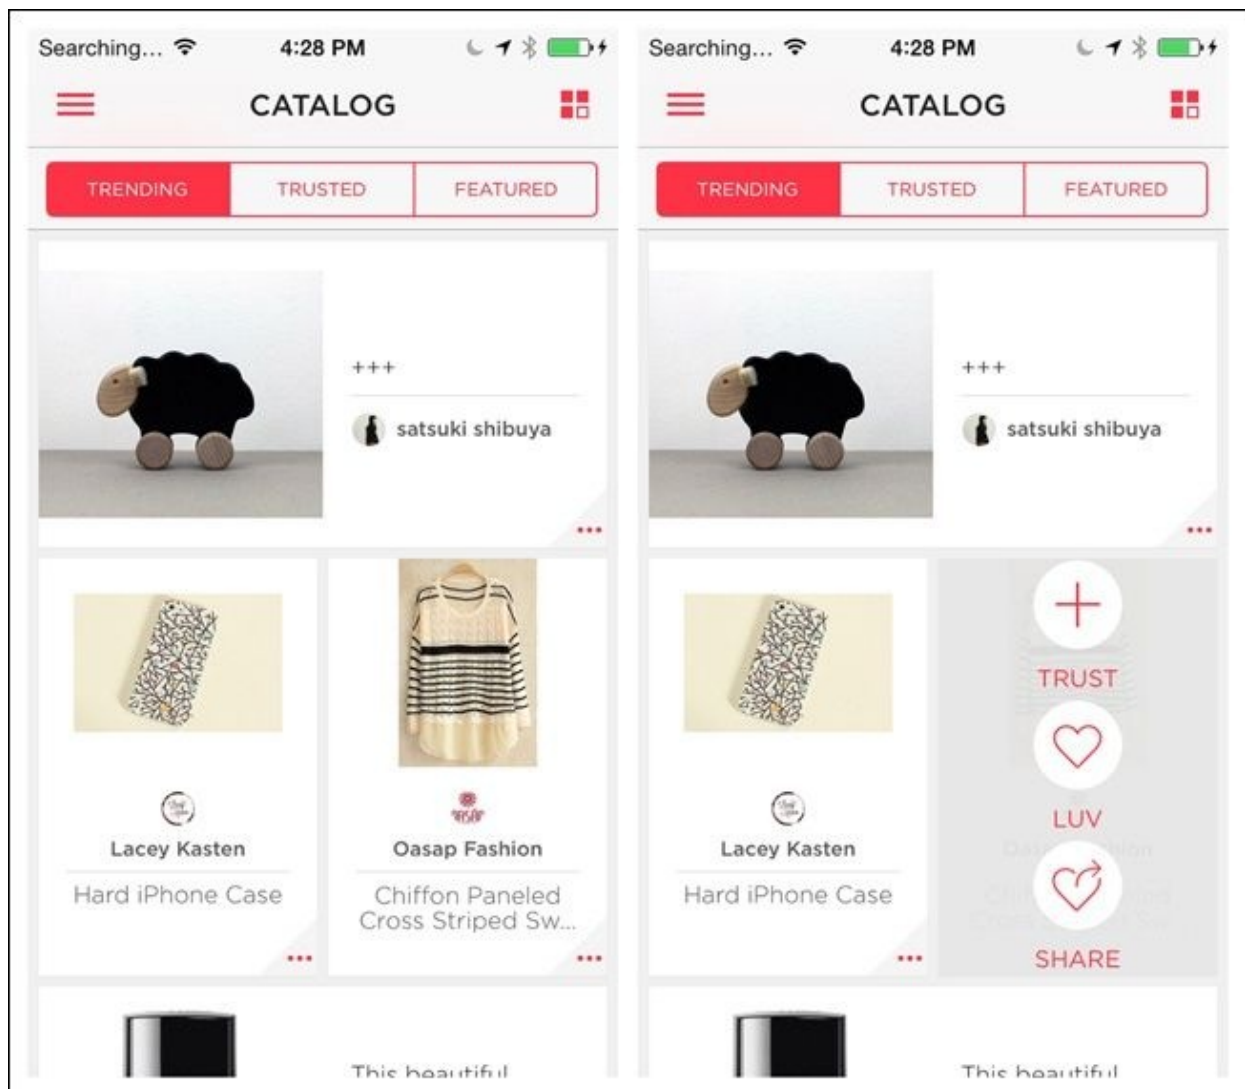 Searching...
4:28 PM
CATALOG
TRENDING
TRUSTED
FEATURED
+++
satsuki shibuya
Lacey Kasten
Hard iPhone Case
Oasap Fashion
Chiffon Paneled
Cross Striped Sw...
This beautiful
Searching...
4:28 PM
CATALOG
TRENDING
TRUSTED
FEATURED
+++
satsuki shibuya
Lacey Kasten
Hard iPhone Case
TRUST
LUV
SHARE
This beautiful